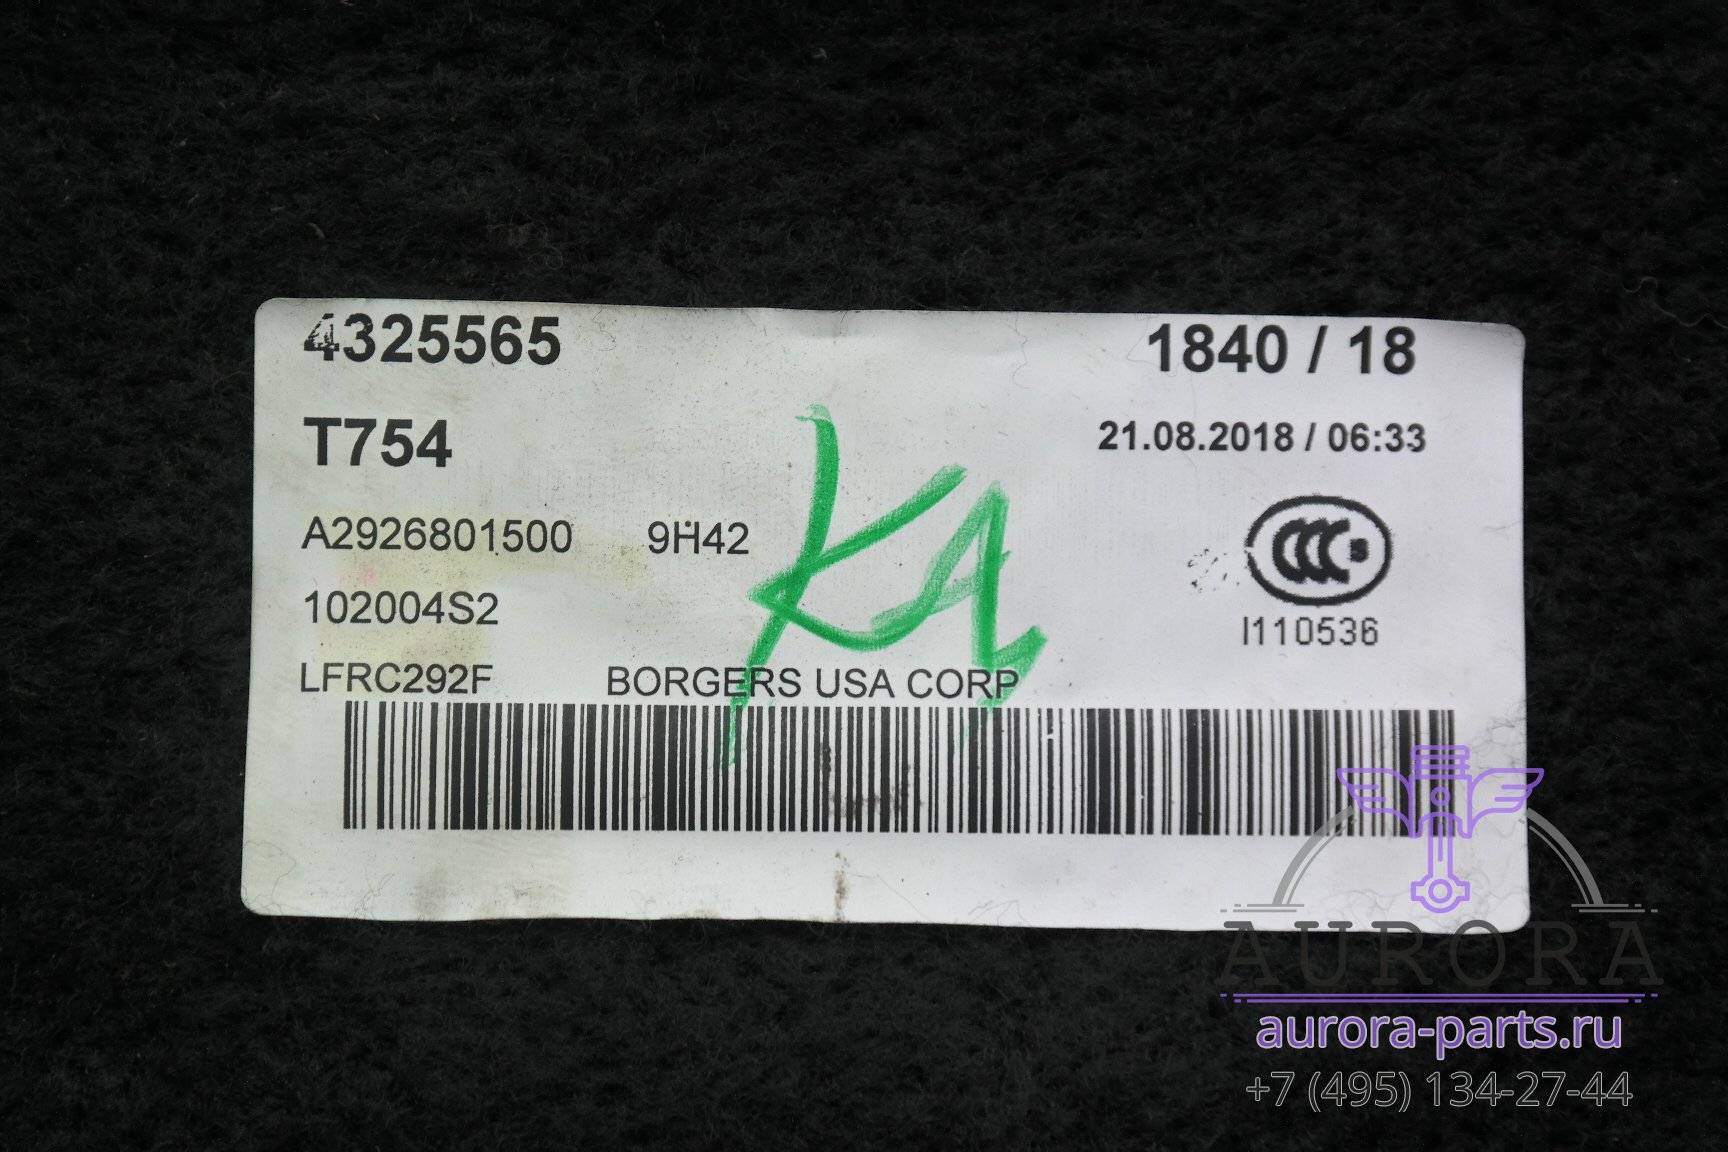 4325565 1840 / 18
T754 21.08.2018 / 06:33
A2926801500 9H42
CCC S
102004S2 I110536
LFRC292F BORGERS USA CORP
AURORA
aurora-parts.ru
+7 (495) 134-27-44